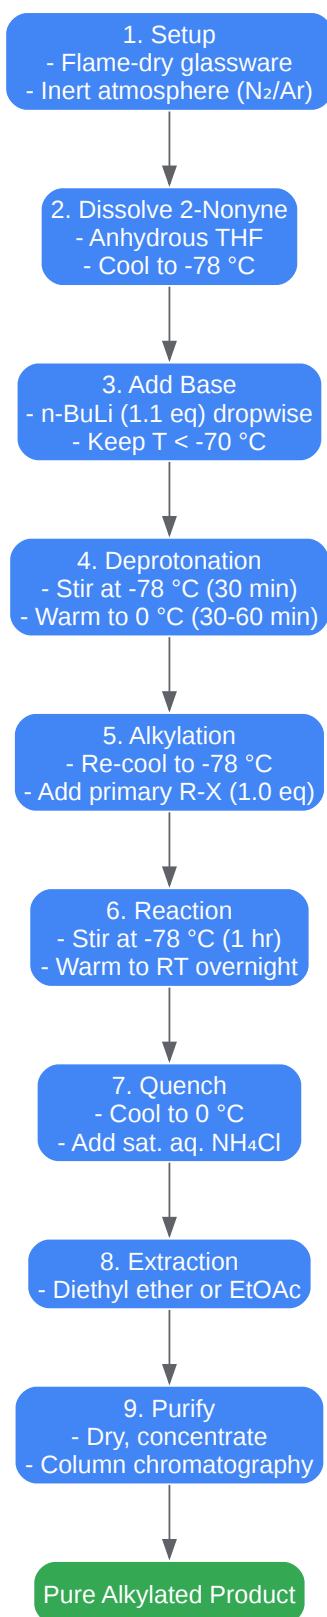 1. Setup
- Flame-dry glassware
- Inert atmosphere (N₂/Ar)
2. Dissolve 2-Nonyne
- Anhydrous THF
- Cool to -78 °C
3. Add Base
- n-BuLi (1.1 eq) dropwise
- Keep T < -70 °C
4. Deprotonation
- Stir at -78 °C (30 min)
- Warm to 0 °C (30-60 min)
5. Alkylation
- Re-cool to -78 °C
- Add primary R-X (1.0 eq)
6. Reaction
- Stir at -78 °C (1 hr)
- Warm to RT overnight
7. Quench
- Cool to 0 °C
- Add sat. aq. NH₄Cl
8. Extraction
- Diethyl ether or EtOAc
9. Purify
- Dry, concentrate
- Column chromatography
Pure Alkylated Product